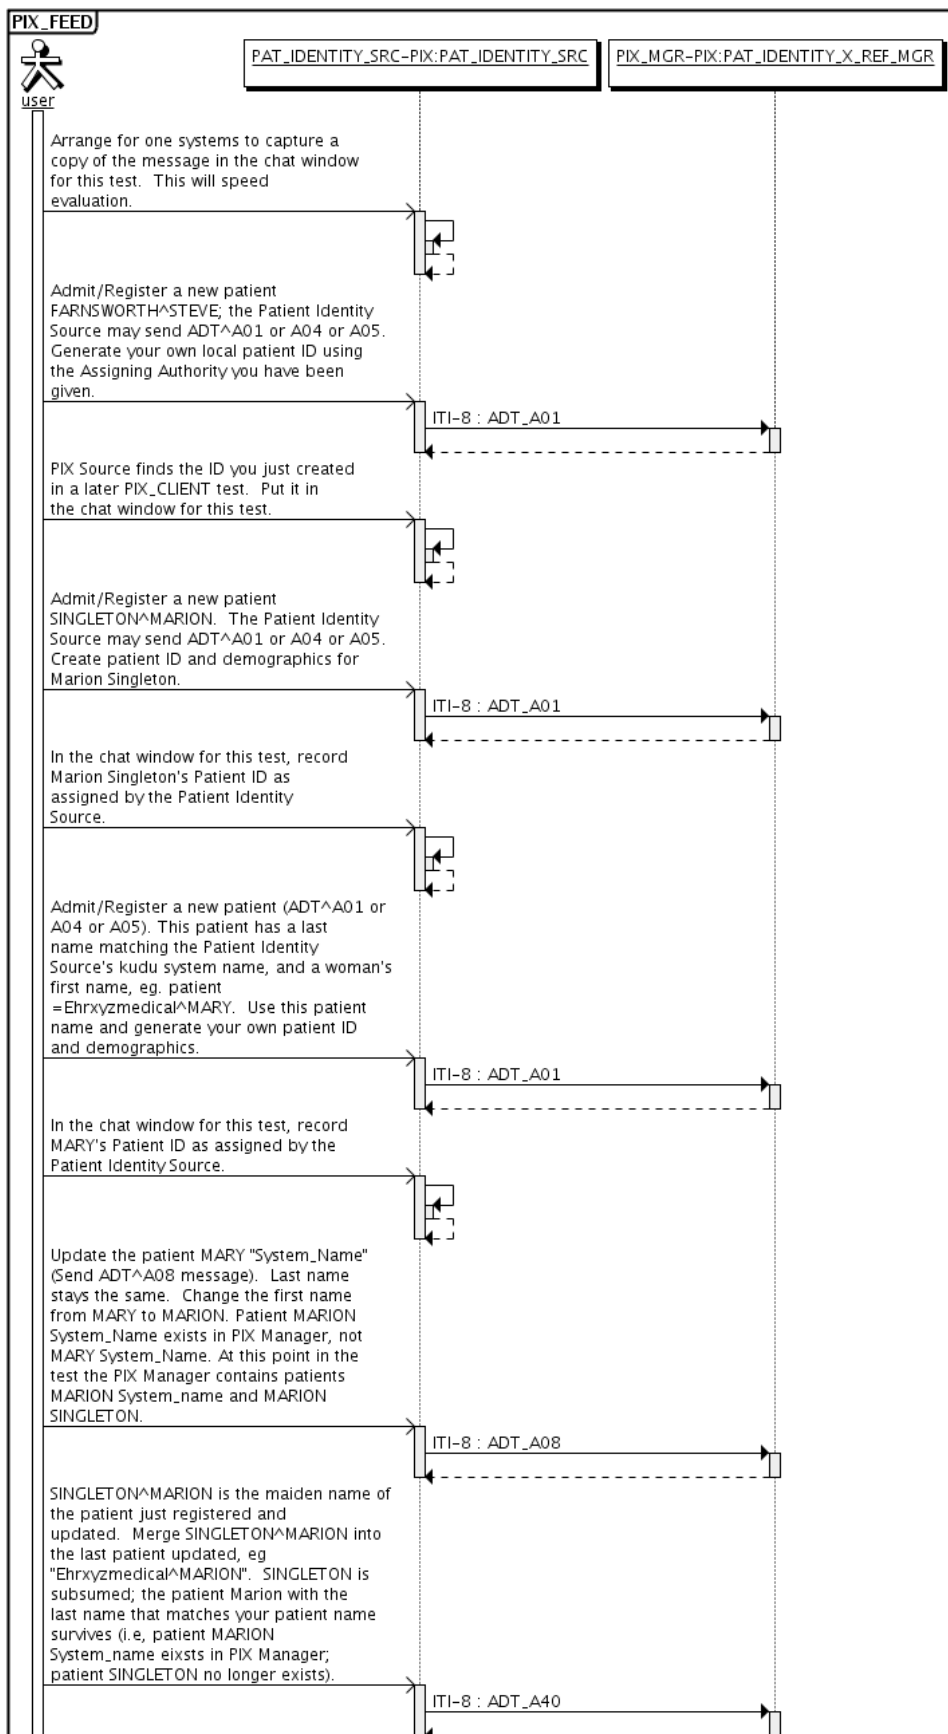 PIX_FEED
PAT_IDENTITY_SRC-PIX:PAT_IDENTITY_SRC
PIX_MGR-PIX:PAT_IDENTITY_X_REF_MGR
user
Arrange for one systems to capture a
copy of the message in the chat window
for this test.  This will speed
evaluation.
Admit/Register a new patient
FARNSWORTH^STEVE; the Patient Identity
Source may send ADT^A01 or A04 or A05.
Generate your own local patient ID using
the Assigning Authority you have been
given.
ITI-8 : ADT_A01
PIX Source finds the ID you just created
in a later PIX_CLIENT test.  Put it in
the chat window for this test.
Admit/Register a new patient
SINGLETON^MARION.  The Patient Identity
Source may send ADT^A01 or A04 or A05.
Create patient ID and demographics for
Marion Singleton.
ITI-8 : ADT_A01
In the chat window for this test, record
Marion Singleton's Patient ID as
assigned by the Patient Identity
Source.
Admit/Register a new patient (ADT^A01 or
A04 or A05). This patient has a last
name matching the Patient Identity
Source's kudu system name, and a woman's
first name, eg. patient
=Ehrxyzmedical^MARY.  Use this patient
name and generate your own patient ID
and demographics.
ITI-8 : ADT_A01
In the chat window for this test, record
MARY's Patient ID as assigned by the
Patient Identity Source.
Update the patient MARY "System_Name"
(Send ADT^A08 message).  Last name
stays the same.  Change the first name
from MARY to MARION. Patient MARION
System_Name exists in PIX Manager, not
MARY System_Name. At this point in the
test the PIX Manager contains patients
MARION System_name and MARION
SINGLETON.
ITI-8 : ADT_A08
SINGLETON^MARION is the maiden name of
the patient just registered and
updated.  Merge SINGLETON^MARION into
the last patient updated, eg
"Ehrxyzmedical^MARION".  SINGLETON is
subsumed; the patient Marion with the
last name that matches your patient name
survives (i.e, patient MARION
System_name eixsts in PIX Manager;
patient SINGLETON no longer exists).
ITI-8 : ADT_A40